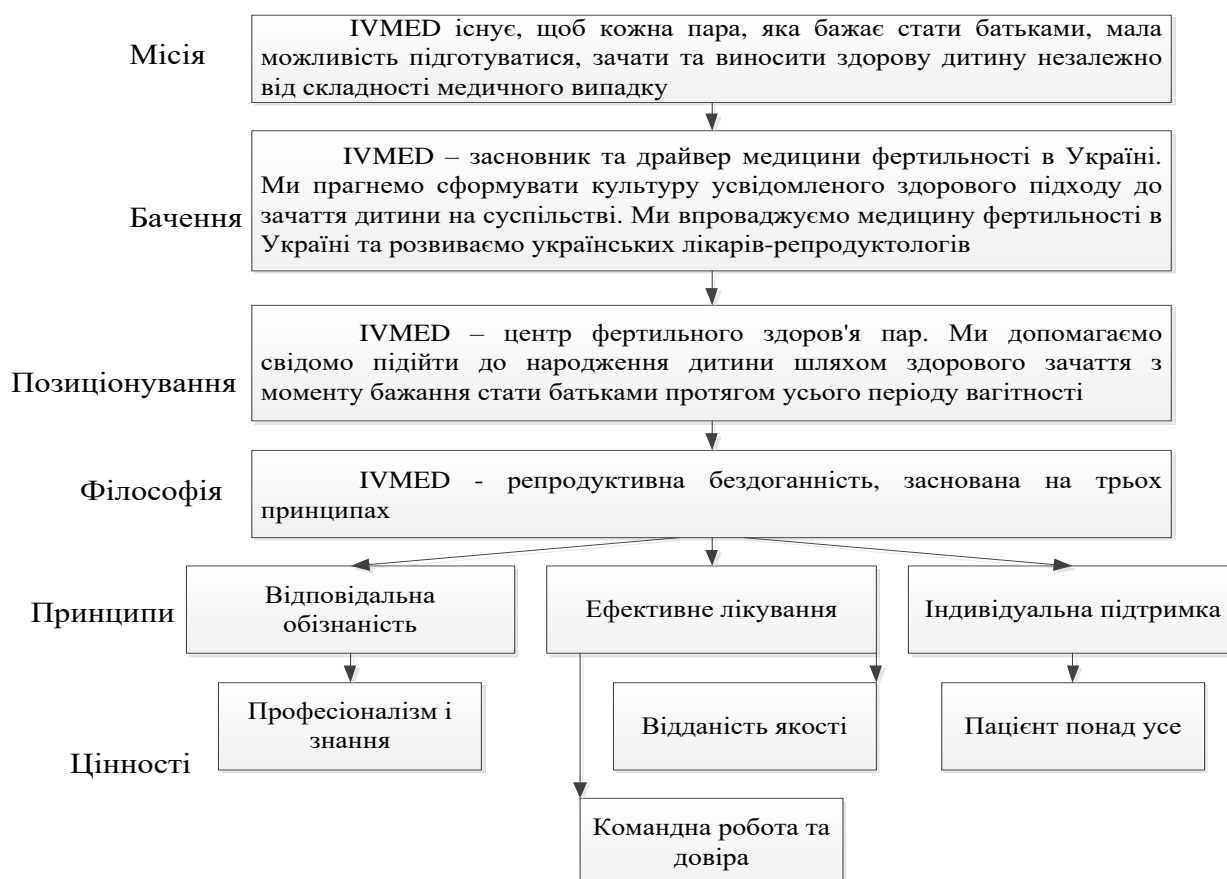 Місія
IVMED існує, щоб кожна пара, яка бажає стати батьками, мала
можливість підготуватися, зачати та виносити здорову дитину незалежно
від складності медичного випадку
Бачення
IVMED – засновник та драйвер медицини фертильності в Україні.
Ми прагнемо сформувати культуру усвідомленого здорового підходу до
зачаття дитини на суспільстві. Ми впроваджуємо медицину фертильності в
Україні та розвиваємо українських лікарів-репродуктологів
Позиціонування
IVMED – центр фертильного здоров'я пар. Ми допомагаємо
свідомо підійти до народження дитини шляхом здорового зачаття з
моменту бажання стати батьками протягом усього періоду вагітності
Філософія
IVMED - репродуктивна бездоганність, заснована на трьох
принципах
Принципи
Відповідальна
обізнаність
Ефективне лікування
Індивідуальна підтримка
Цінності
Професіоналізм і
знання
Відданість якості
Пацієнт понад усе
Командна робота та
довіра